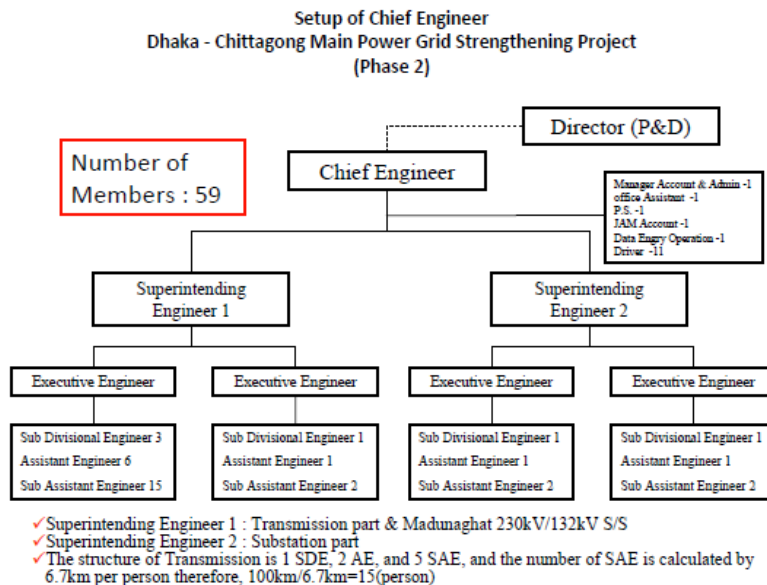 Setup of Chief Engineer
Dhaka - Chittagong Main Power Grid Strengthening Project
(Phase 2)
Director (P&D)
Number of
Members : 59
Chief Engineer
Manager Account & Admin -1
office Assistant -1
P.S. -1
JAM Account -1
Data Engry Operation -1
Driver -11
Superintending
Engineer 1
Superintending
Engineer 2
Executive Engineer
Executive Engineer
Executive Engineer
Executive Engineer
Sub Divisional Engineer 3
Assistant Engineer 6
Sub Assistant Engineer 15
Sub Divisional Engineer 1
Assistant Engineer 1
Sub Assistant Engineer 2
Sub Divisional Engineer 1
Assistant Engineer 1
Sub Assistant Engineer 2
Sub Divisional Engineer 1
Assistant Engineer 1
Sub Assistant Engineer 2
✓Superintending Engineer 1 : Transmission part & Madunaghat 230kV/132kV S/S
✓Superintending Engineer 2 : Substation part
✓The structure of Transmission is 1 SDE, 2 AE, and 5 SAE, and the number of SAE is calculated by
6.7km per person therefore, 100km/6.7km=15(person)